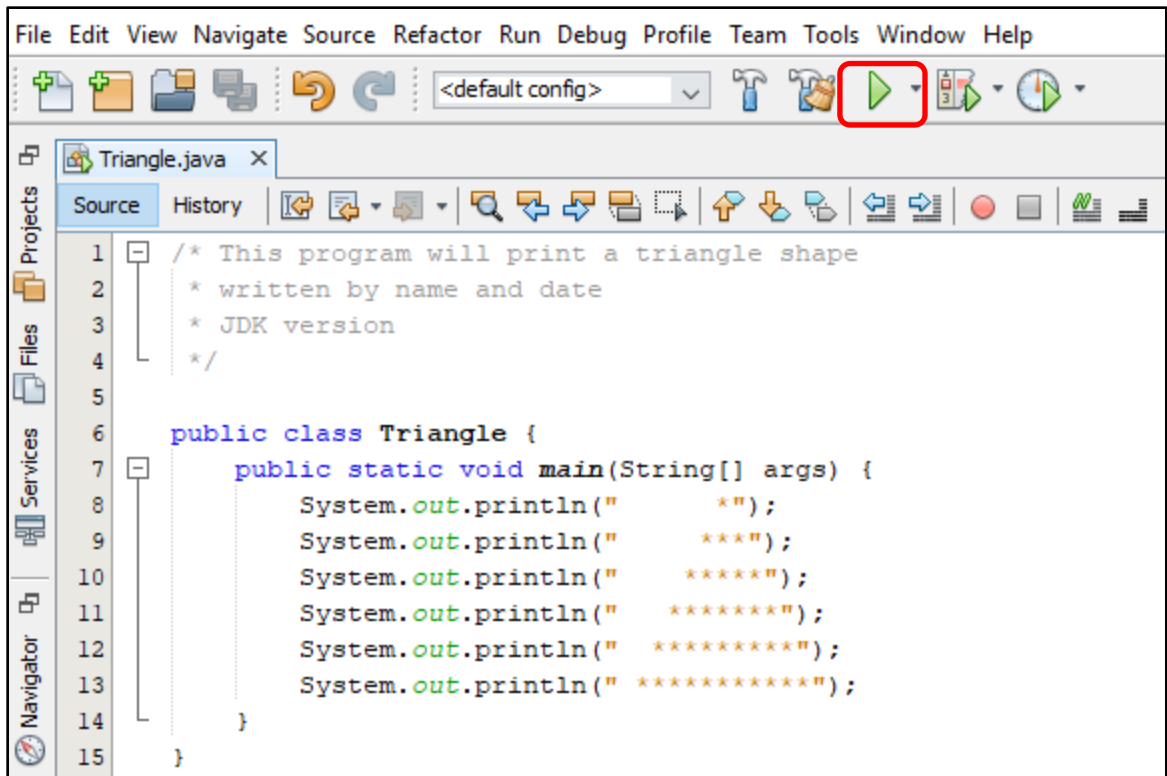 File Edit View Navigate Source Refactor Run Debug Profile Team Tools Window Help
<default config>
Triangle.java
Source History
Projects
Files
Services
Navigator
1 /* This program will print a triangle shape
2  * written by name and date
3  * JDK version
4  */
5
6 public class Triangle {
7     public static void main(String[] args) {
8         System.out.println("      *");
9         System.out.println("     ***");
10         System.out.println("    *****");
11         System.out.println("   *******");
12         System.out.println("  *********");
13         System.out.println(" ***********");
14     }
15 }